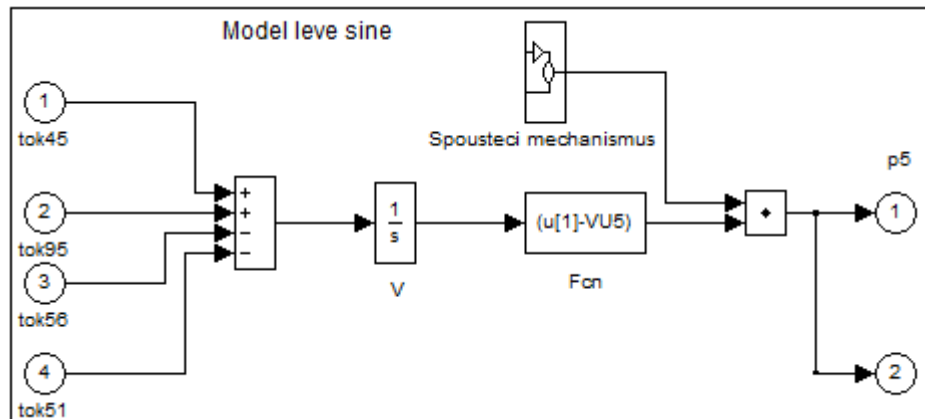 Model leve sine
1
tok45
Spousteci mechanismus
p5
2
tok95
+
+
−
−
1
s
V
(u[1]-VU5)
Fcn
1
3
tok56
4
tok51
2